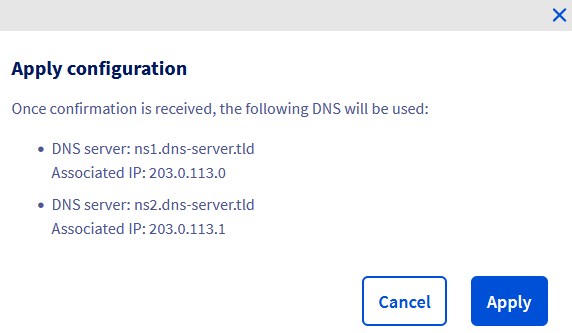 Apply configuration
Once confirmation is received, the following DNS will be used:
DNS server: ns1.dns-server.tld
Associated IP: 203.0.113.0
DNS server: ns2.dns-server.tld
Associated IP: 203.0.113.1
Cancel
Apply